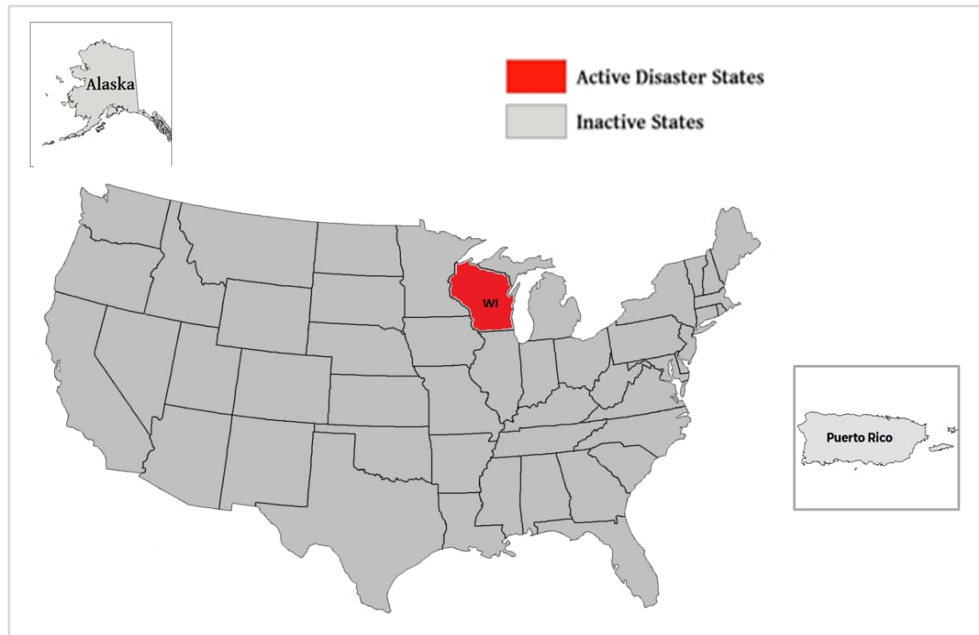 Alaska
Active Disaster States
Inactive States
WI
Puerto Rico